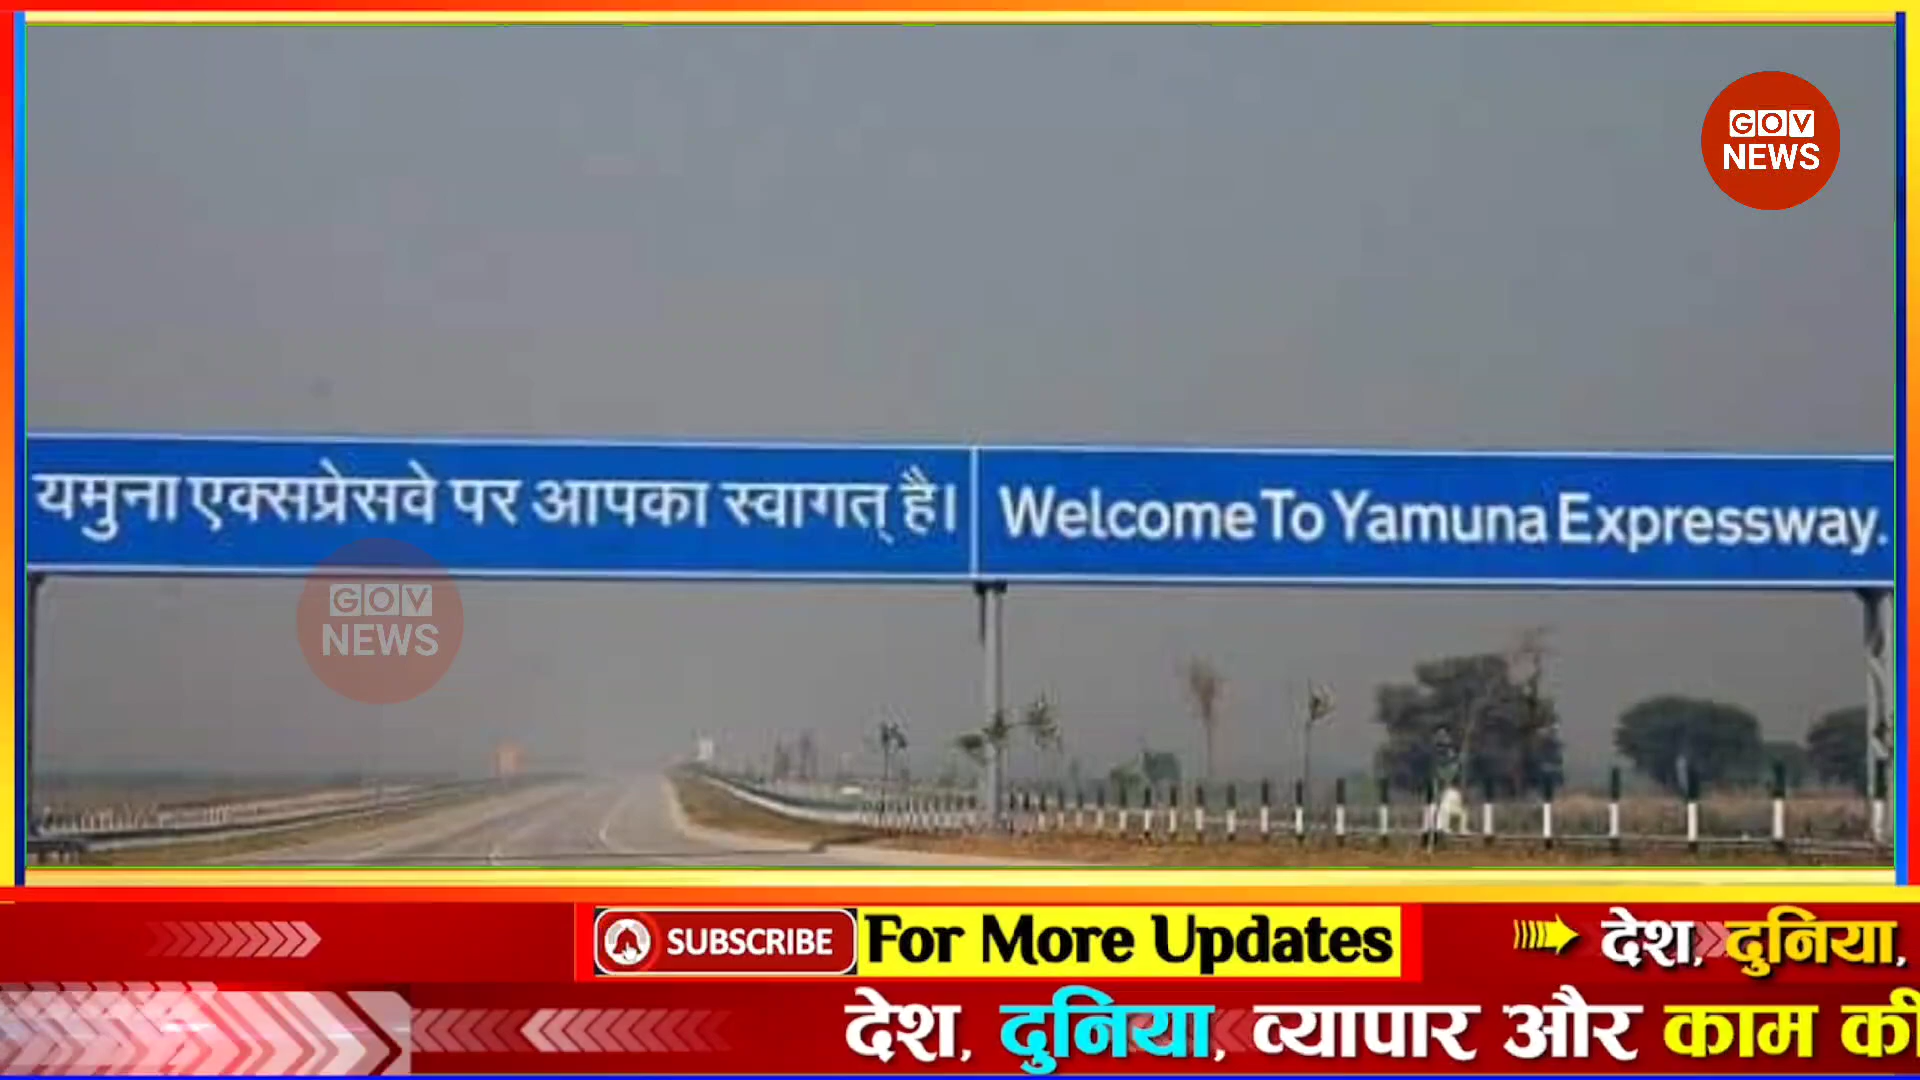 GOV
NEWS
यमुना एक्सप्रेसवे पर आपका स्वागत् है। Welcome To Yamuna Expressway.
GOV
NEWS
SUBSCRIBE For More Updates देश, दुनिया,
देश, दुनिया, व्यापार और काम की